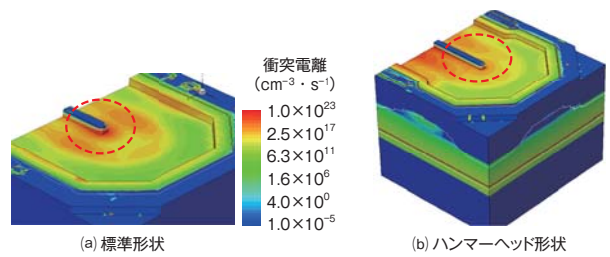 衝突電離
(cm⁻³・s⁻¹)
1.0×10²³
2.5×10¹⁷
6.3×10¹¹
1.6×10⁶
4.0×10⁰
1.0×10⁻⁵
(a)標準形状
(b)ハンマーヘッド形状